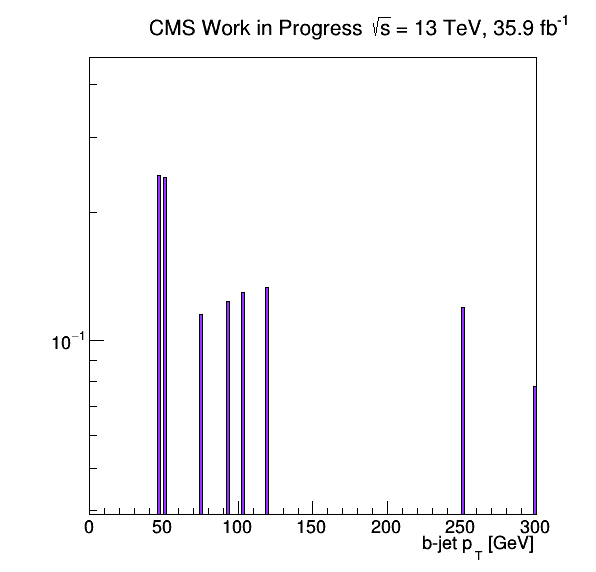 CMS Work in Progress √s = 13 TeV, 35.9 fb⁻¹
10⁻¹
0 50 100 150 200 250 300
b-jet p_T [GeV]